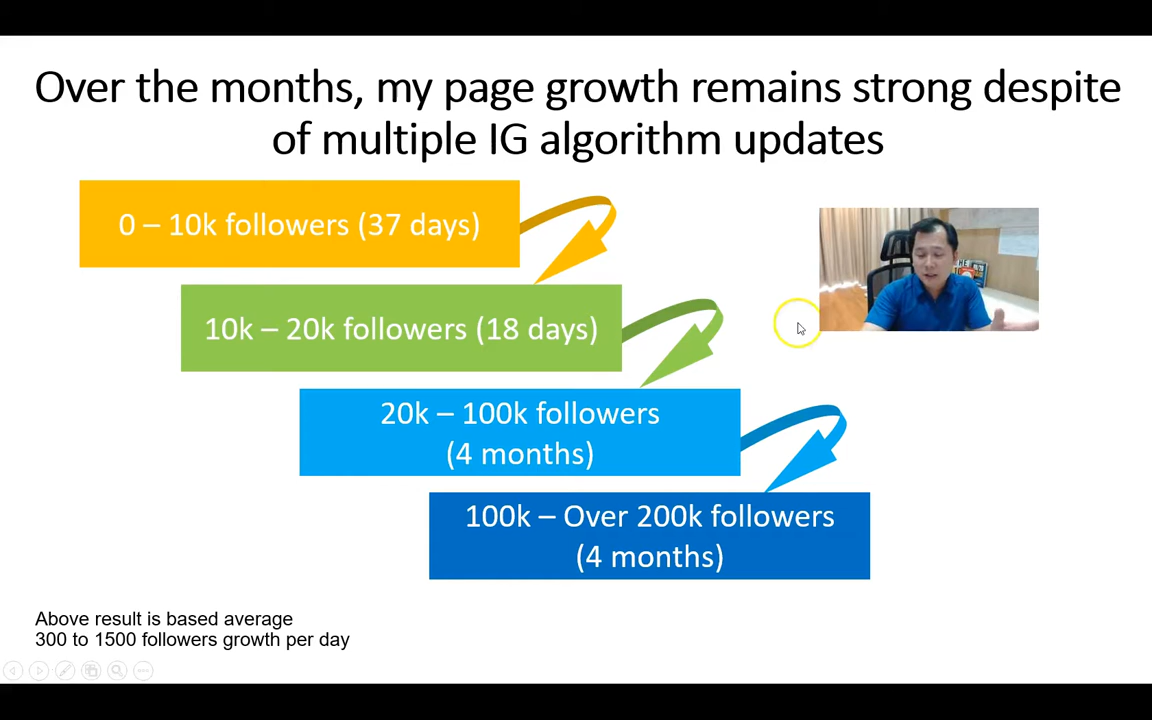 Over the months, my page growth remains strong despite
of multiple IG algorithm updates
0 – 10k followers (37 days)
10k – 20k followers (18 days)
20k – 100k followers
(4 months)
100k – Over 200k followers
(4 months)
Above result is based average
300 to 1500 followers growth per day